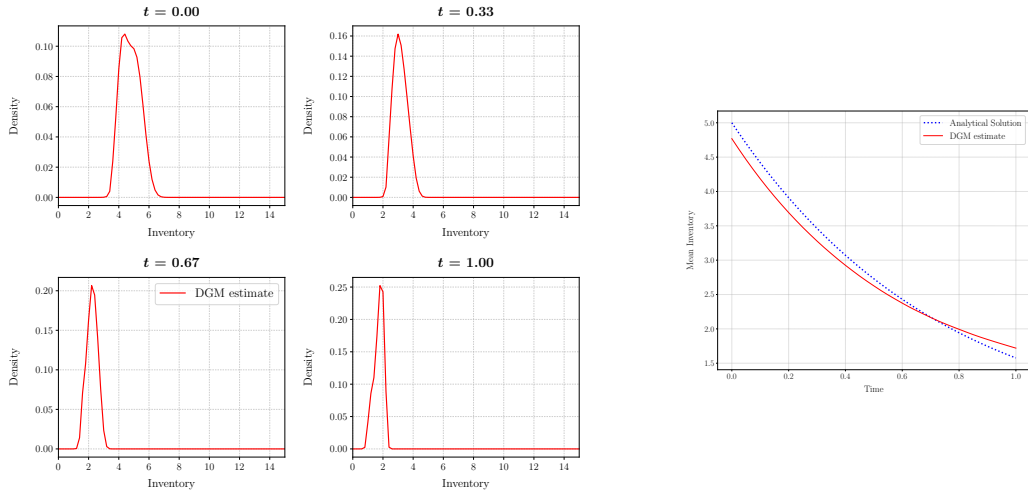 t = 0.00
0.10
0.08
0.06
0.04
0.02
0.00
Density
0 2 4 6 8 10 12 14
Inventory
t = 0.33
0.16
0.14
0.12
0.10
0.08
0.06
0.04
0.02
0.00
Density
0 2 4 6 8 10 12 14
Inventory
t = 0.67
DGM estimate
0.20
0.15
0.10
0.05
0.00
Density
0 2 4 6 8 10 12 14
Inventory
t = 1.00
0.25
0.20
0.15
0.10
0.05
0.00
Density
0 2 4 6 8 10 12 14
Inventory
Analytical Solution
DGM estimate
5.0
4.5
4.0
3.5
3.0
2.5
2.0
1.5
Mean Inventory
0.0 0.2 0.4 0.6 0.8 1.0
Time